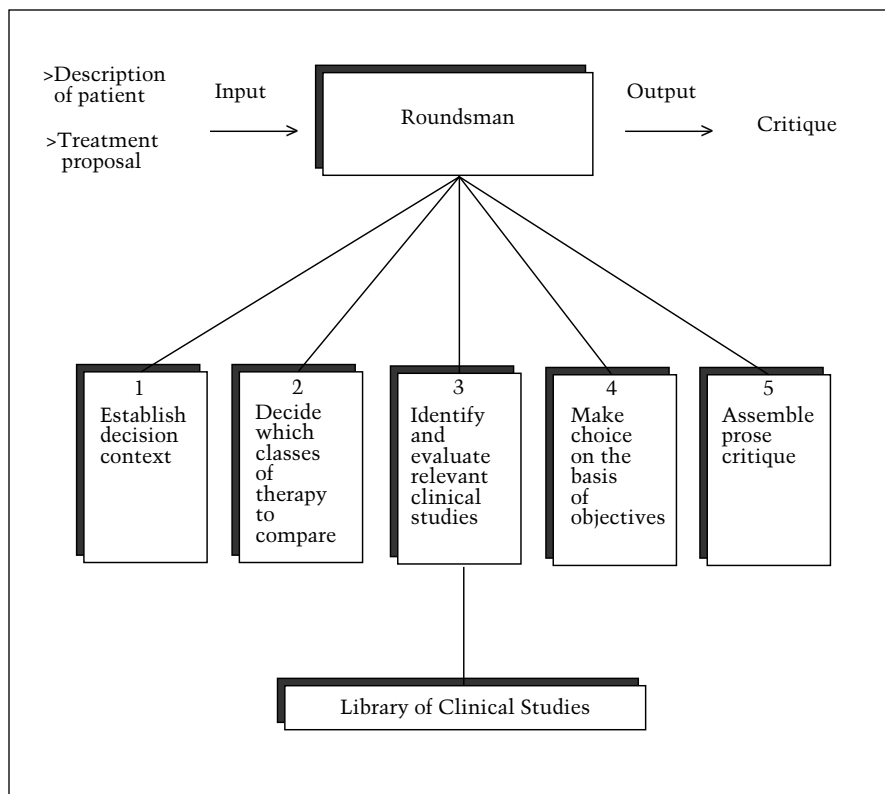 >Description
of patient
>Treatment
proposal
Input
Roundsman
Output
Critique
1
Establish
decision
context
2
Decide
which
classes
of
therapy
to
compare
3
Identify
and
evaluate
relevant
clinical
studies
4
Make
choice
on the
basis
of
objectives
5
Assemble
prose
critique
Library of Clinical Studies